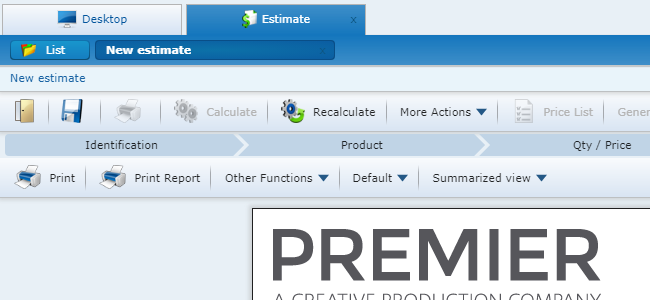 Desktop
Estimate x
List
New estimate x
New estimate
Calculate Recalculate More Actions Price List Gener
Identification Product Qty / Price
Print Print Report Other Functions Default Summarized view
PREMIER
A CREATIVE PRODUCTION COMPANY